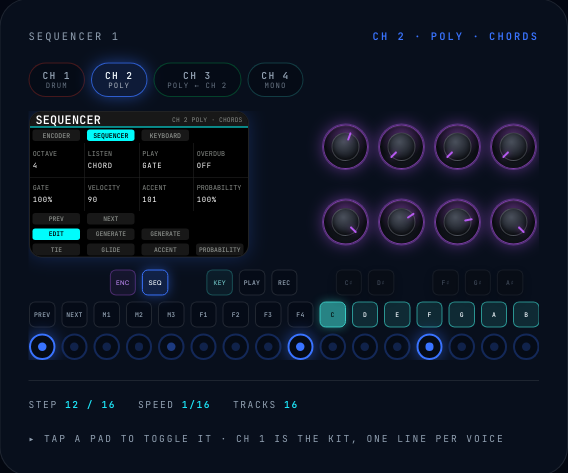 SEQUENCER 1
CH 2 · POLY · CHORDS
CH 1
DRUM
CH 2
POLY
CH 3
POLY ← CH 2
CH 4
MONO
SEQUENCER
CH 2 POLY · CHORDS
ENCODER SEQUENCER KEYBOARD
OCTAVE LISTEN PLAY OVERDUB
4 CHORD GATE OFF
GATE VELOCITY ACCENT PROBABILITY
100% 90 101 100%
PREV NEXT
EDIT GENERATE GENERATE
TIE GLIDE ACCENT PROBABILITY
ENC SEQ KEY PLAY REC C♯ D♯ F♯ G♯ A♯
PREV NEXT M1 M2 M3 F1 F2 F3 F4 C D E F G A B
STEP 12 / 16 SPEED 1/16 TRACKS 16
▸ TAP A PAD TO TOGGLE IT · CH 1 IS THE KIT, ONE LINE PER VOICE